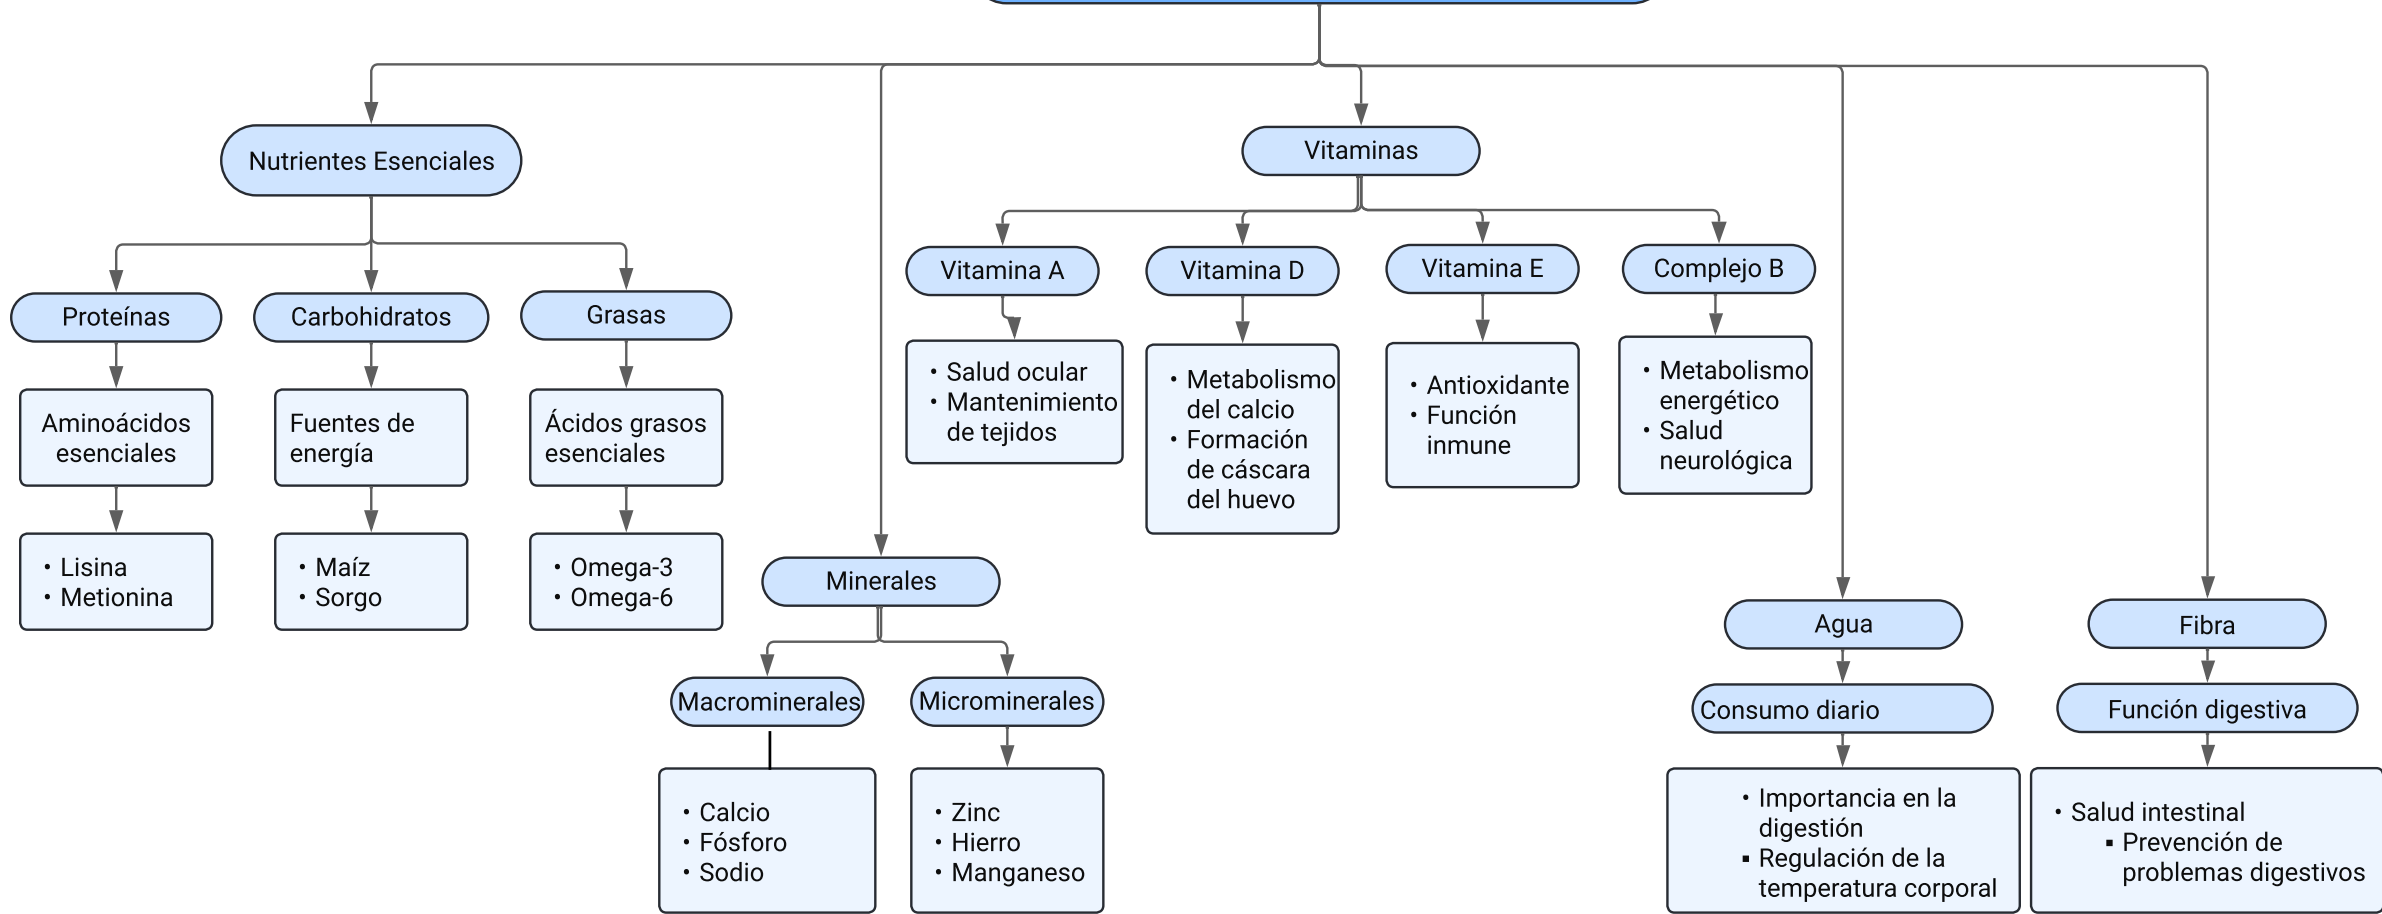 Nutrientes Esenciales
Proteínas
Aminoácidos
esenciales
• Lisina
• Metionina
Carbohidratos
Fuentes de
energía
• Maíz
• Sorgo
Grasas
Ácidos grasos
esenciales
• Omega-3
• Omega-6
Minerales
Macrominerales
• Calcio
• Fósforo
• Sodio
Microminerales
• Zinc
• Hierro
• Manganeso
Vitaminas
Vitamina A
• Salud ocular
• Mantenimiento
de tejidos
Vitamina D
• Metabolismo
del calcio
• Formación
de cáscara
del huevo
Vitamina E
• Antioxidante
• Función
inmune
Complejo B
• Metabolismo
energético
• Salud
neurológica
Agua
Consumo diario
• Importancia en la
digestión
▪ Regulación de la
temperatura corporal
Fibra
Función digestiva
• Salud intestinal
▪ Prevención de
problemas digestivos